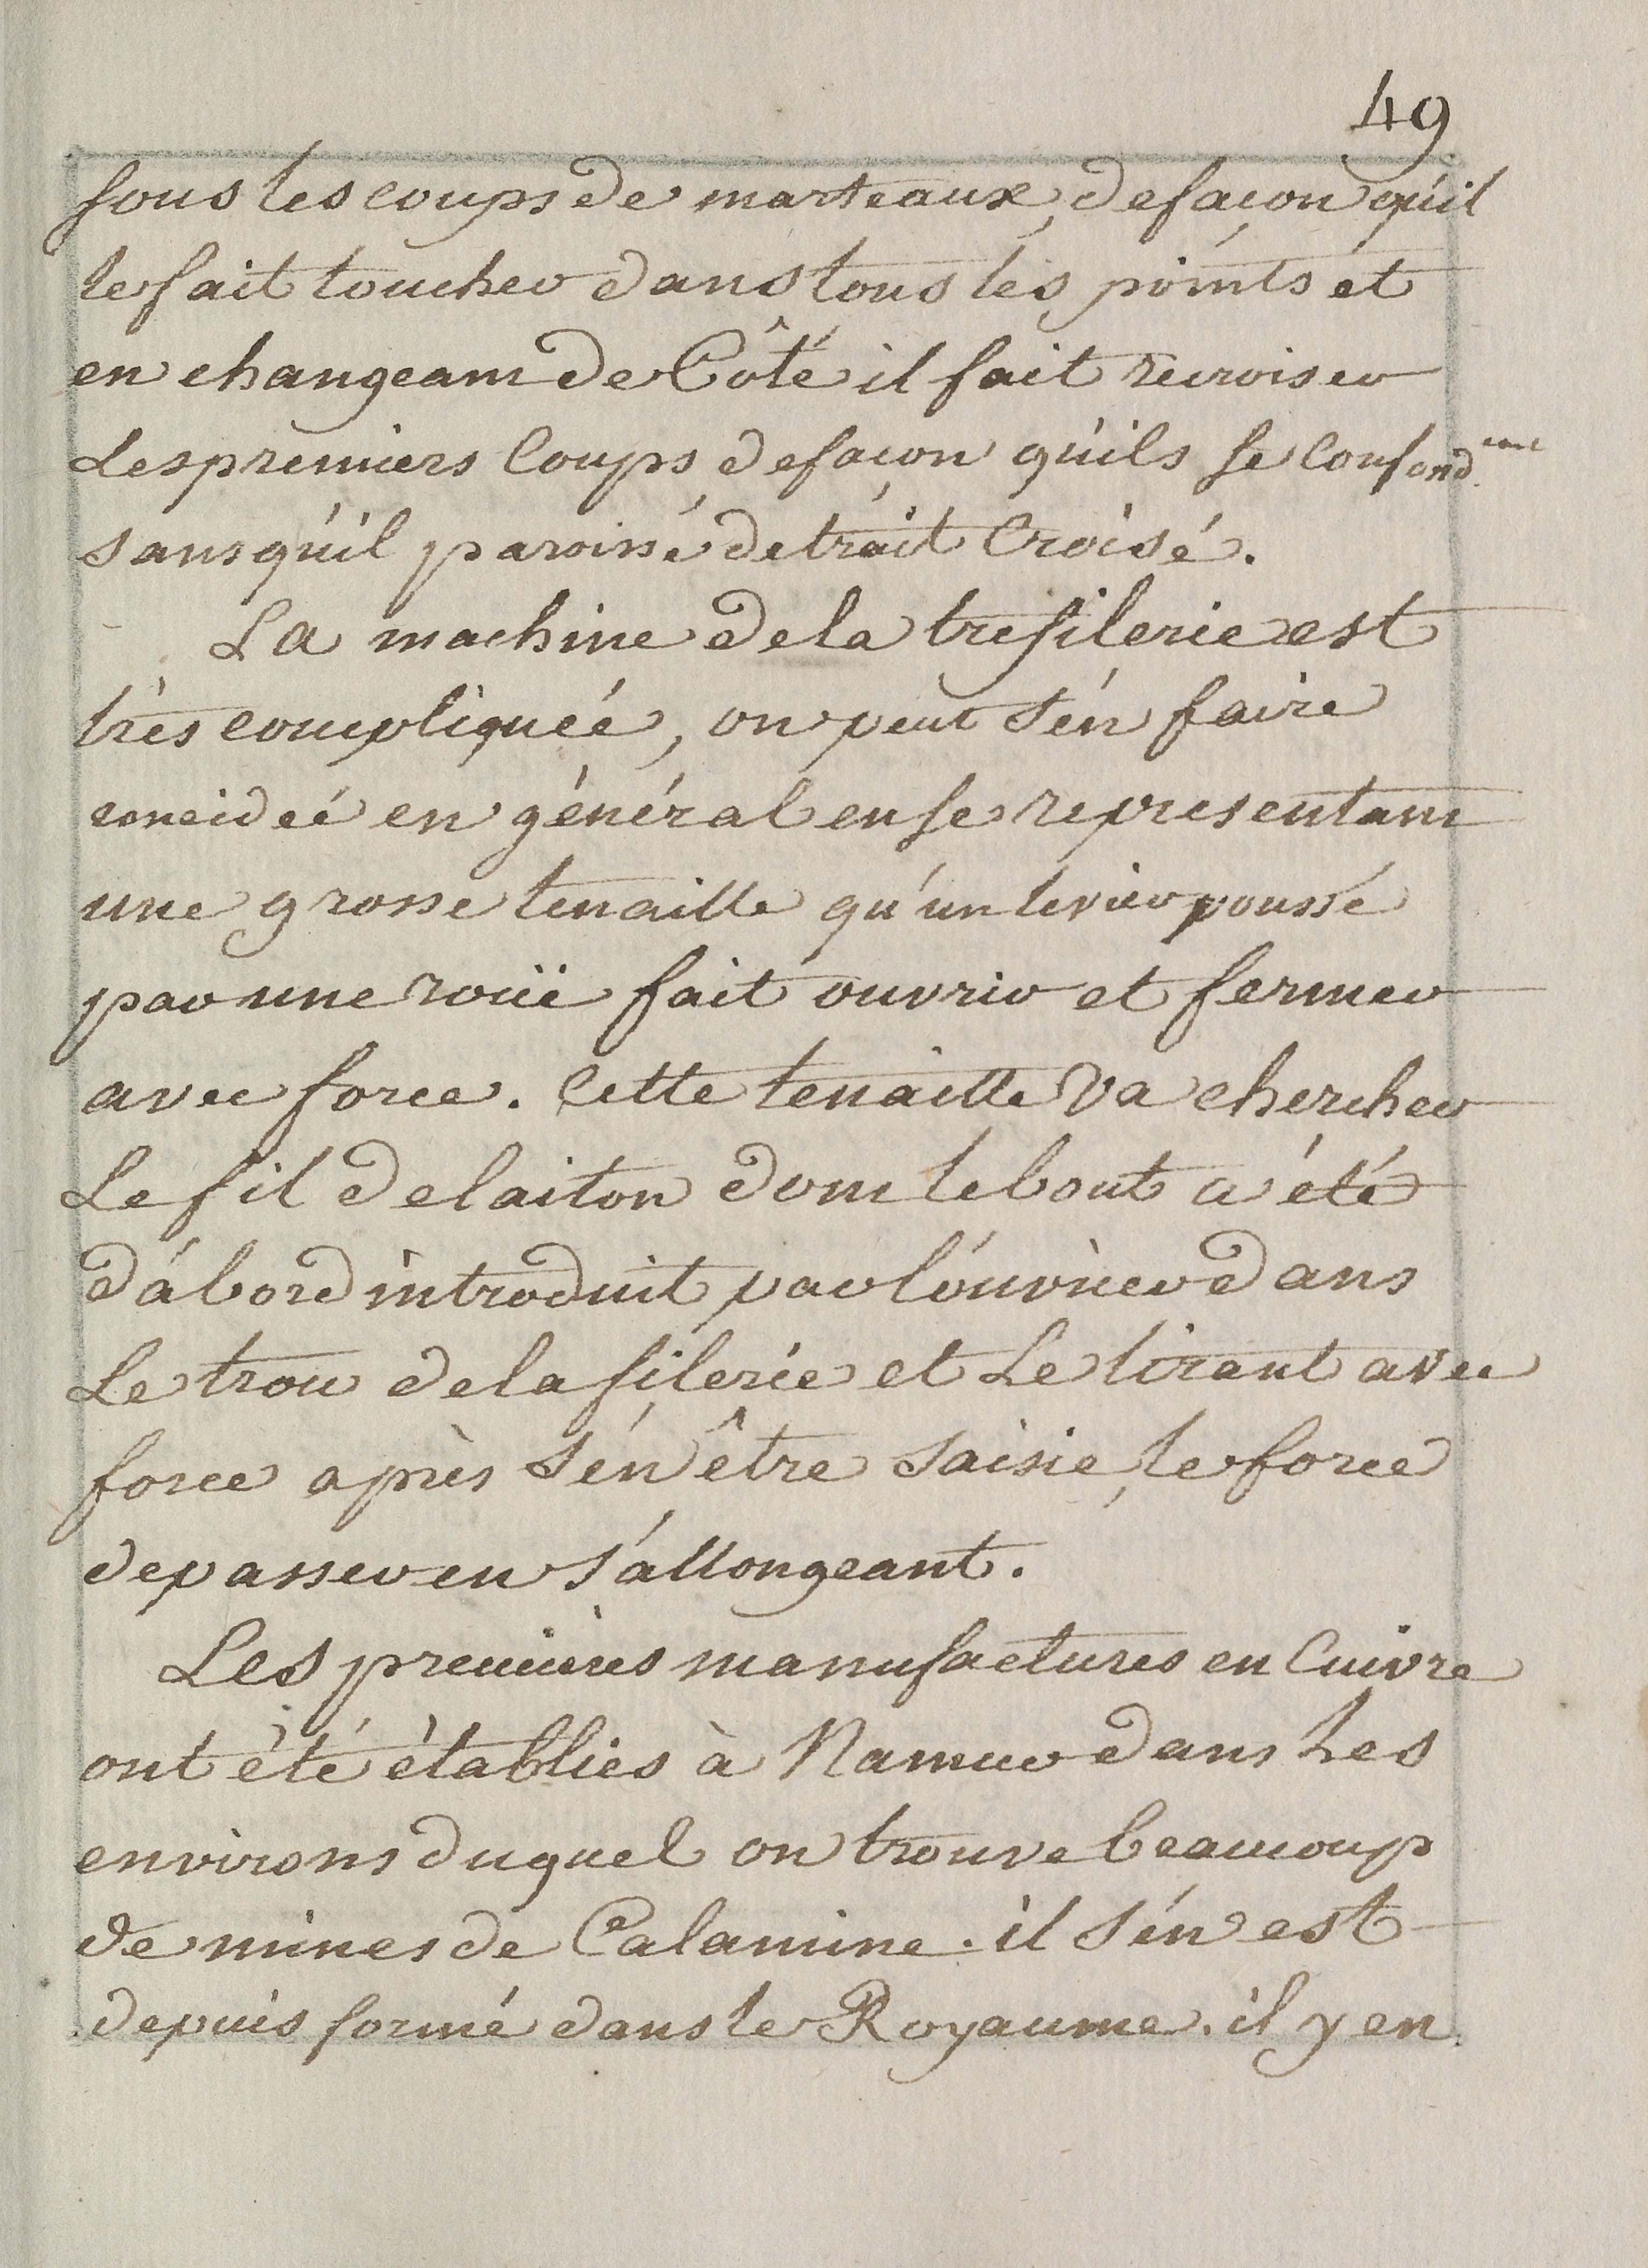 49
sous les coups de marteaux, de façon qu'il
le fait toucher dans tous les points et
en changeant de Côté il fait recroiser
Les premiers Coups de façon qu'ils se Confondent
sans qu'il paroisse de trait Croisé.
La machine de la trefilerie est
très compliquée, on peut s'en faire
une idée en général en se representant
une grosse tenaille qu'un levier poussé
par une roüe fait ouvrir et fermer
avec force. Cette tenaille va chercher
Le fil de laiton dont le bout a été
d'abord introduit par l'ouvrier dans
Le trou de la filerie et Le tirant avec
force après s'en être saisie, le force
de passer en s'allongeant.
Les premières manufactures en Cuivre
ont été établies à Namur dans Les
environs duquel on trouve beaucoup
de mines de Calamine. il s'en est
depuis formé dans le Royaume. il y en